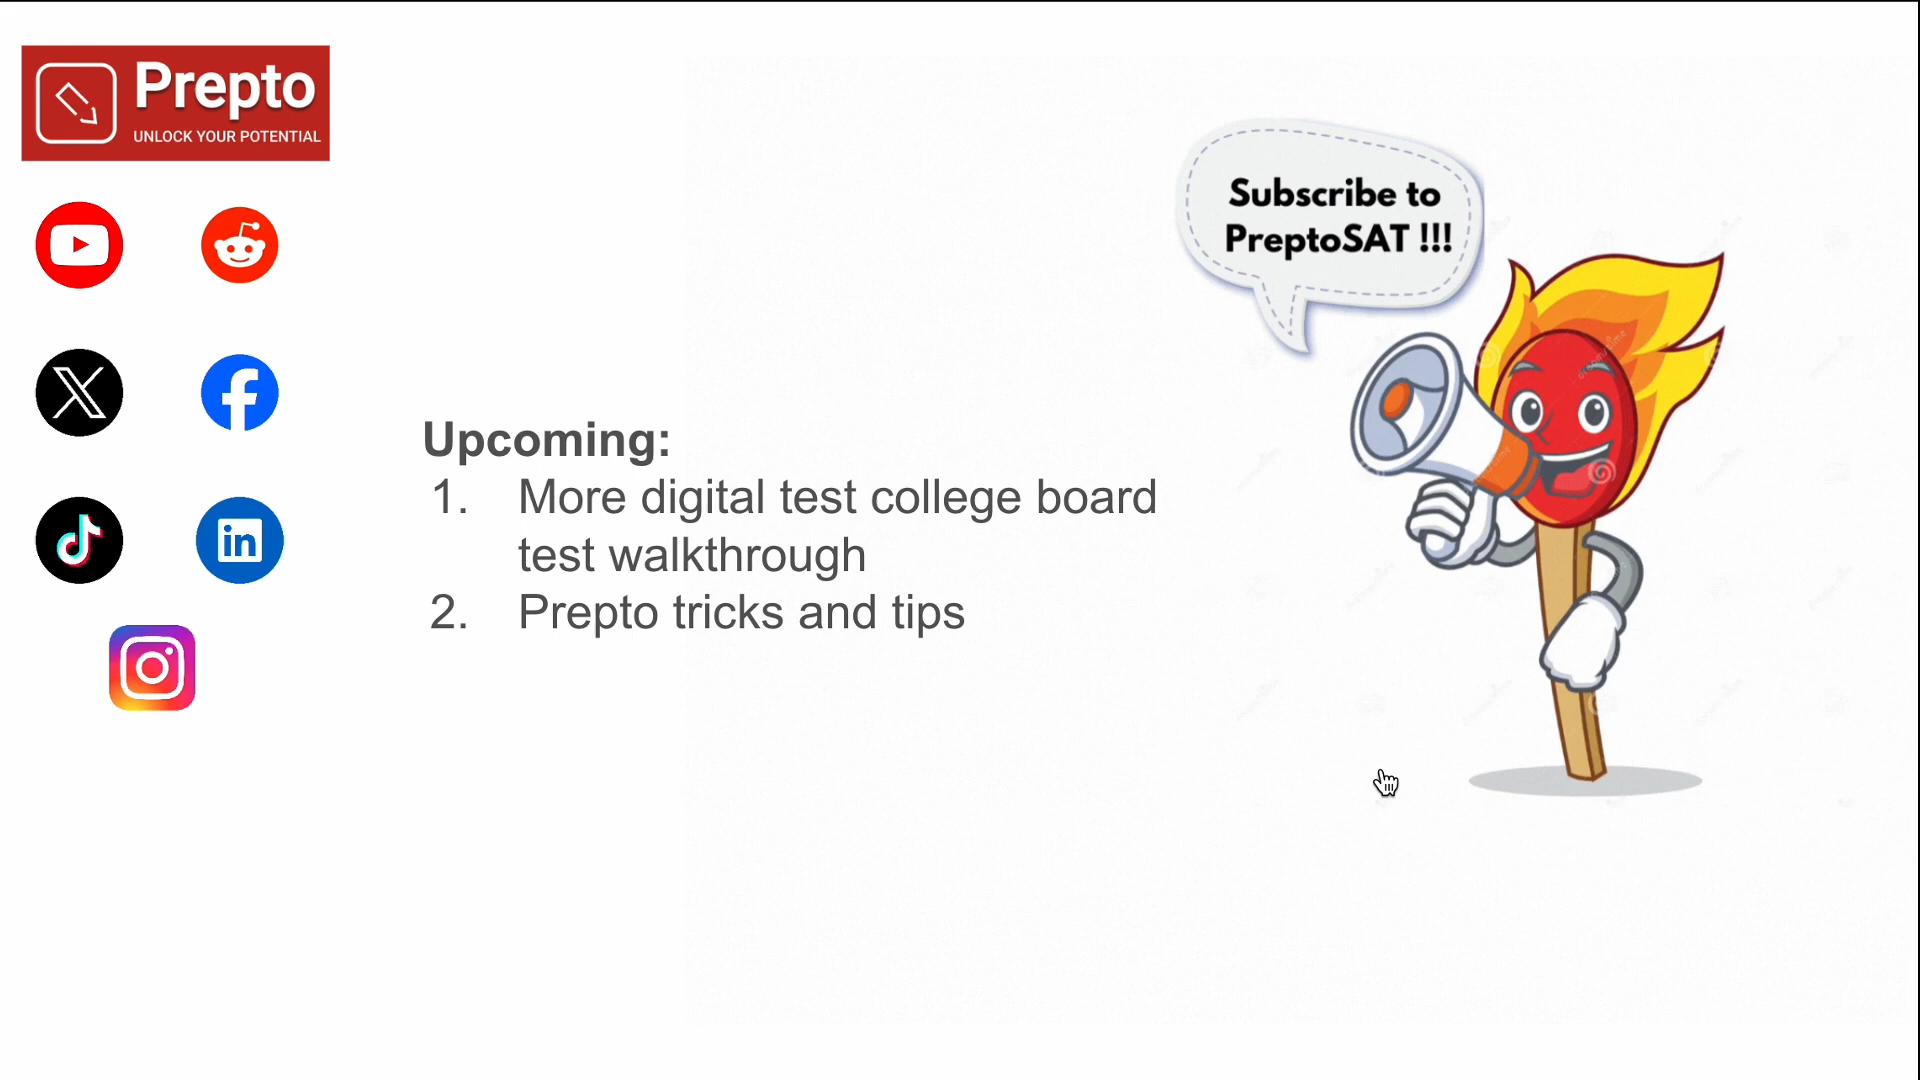 Prepto
UNLOCK YOUR POTENTIAL
Subscribe to
PreptoSAT !!!
Upcoming:
1. More digital test college board
test walkthrough
2. Prepto tricks and tips
in